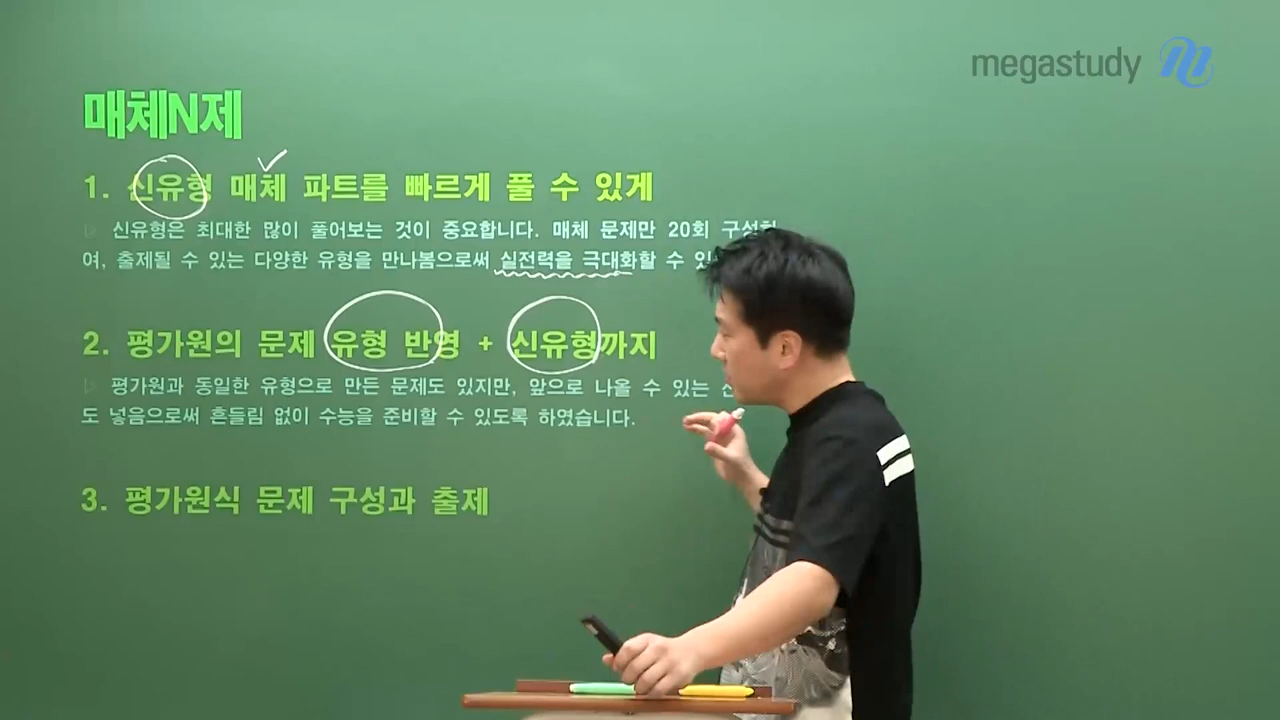 megastudy
매체N제
1. 신유형 매체 파트를 빠르게 풀 수 있게
신유형은 최대한 많이 풀어보는 것이 중요합니다. 매체 문제만 20회
여, 출제될 수 있는 다양한 유형을 만나봄으로써 실전력을 극대화할 수
2. 평가원의 문제 유형 반영 + 신유형까지
평가원과 동일한 유형으로 만든 문제도 있지만, 앞으로 나올 수 있는
도 넣음으로써 흔들림 없이 수능을 준비할 수 있도록 하였습니다.
3. 평가원식 문제 구성과 출제